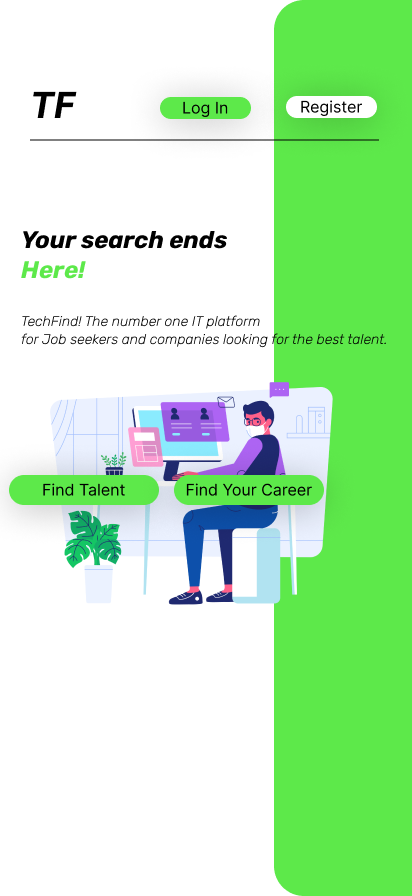 TF
Log In
Register
Your search ends
Here!
TechFind! The number one IT platform
for Job seekers and companies looking for the best talent.
Find Talent
Find Your Career